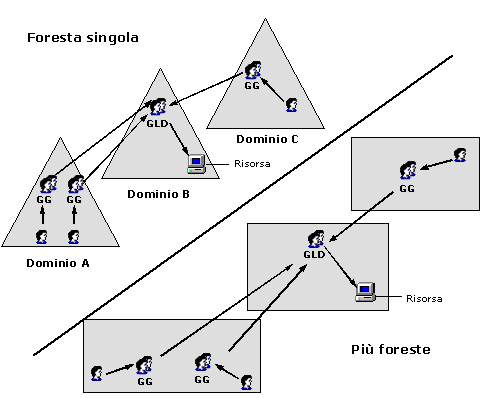 Foresta singola
GG
GLD
Dominio C
Risorsa
GG
GG
Dominio B
Dominio A
GG
GLD
Risorsa
Più foreste
GG
GG